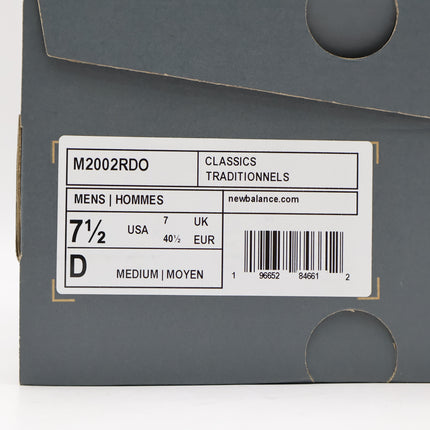 M2002RDO
CLASSICS
TRADITIONNELS
MENS | HOMMES
newbalance.com
7½ USA 7 UK
40½ EUR
D MEDIUM | MOYEN
1 96652 84661 2